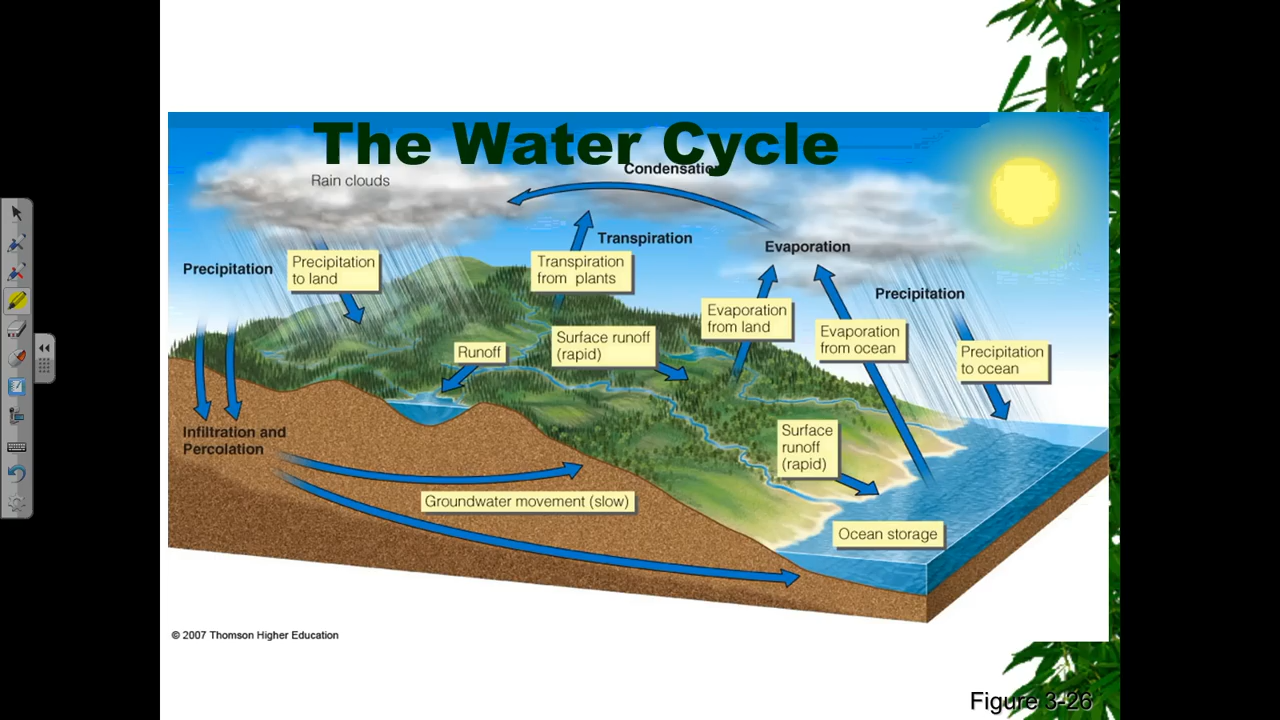 The Water Cycle
Condensatio
Rain clouds
Transpiration
Evaporation
Precipitation
Precipitation
to land
Transpiration
from plants
Precipitation
Evaporation
from land
Evaporation
from ocean
Surface runoff
(rapid)
Runoff
Precipitation
to ocean
Infiltration and
Percolation
Surface
runoff
(rapid)
Groundwater movement (slow)
Ocean storage
© 2007 Thomson Higher Education
Figure 3-26